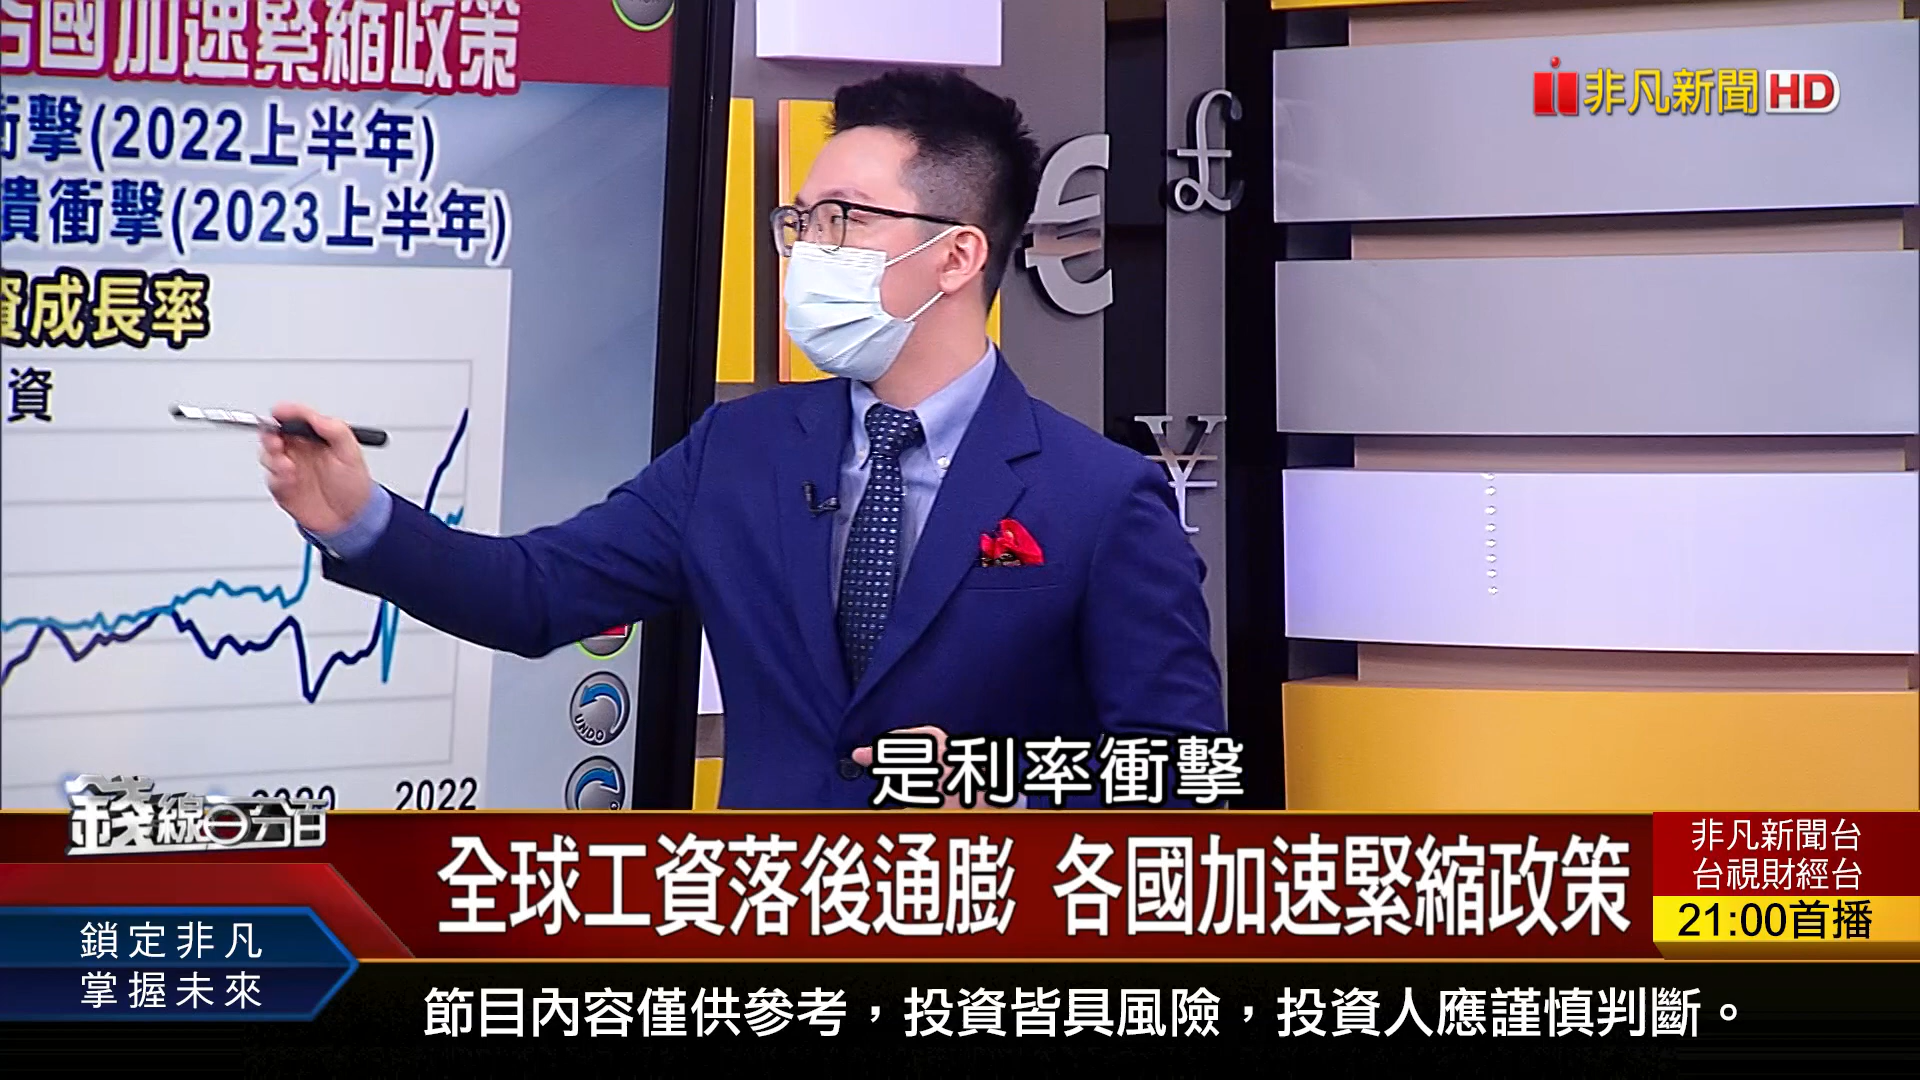 各國加速緊縮政策
衝擊(2022上半年)
潰衝擊(2023上半年)
資成長率
資
2020
2022
UNDO
非凡新聞HD
€
£
¥
是利率衝擊
錢線百分百
全球工資落後通膨 各國加速緊縮政策
非凡新聞台
台視財經台
21:00首播
鎖定非凡
掌握未來
節目內容僅供參考，投資皆具風險，投資人應謹慎判斷。